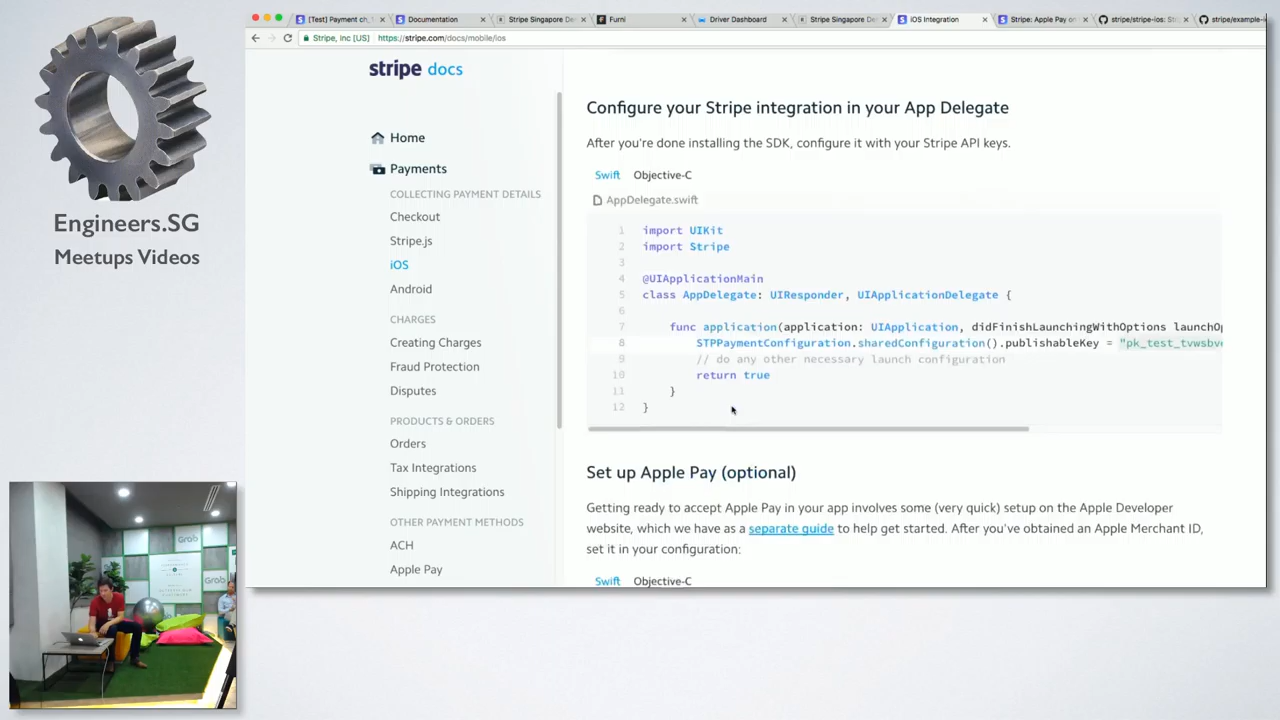 [Test] Payment ch_
Documentation
Stripe Singapore De
Furni
Driver Dashboard
Stripe Singapore De
iOS Integration
Stripe: Apple Pay on
stripe/stripe-ios: S
stripe/example-
Stripe, Inc [US]
https://stripe.com/docs/mobile/ios
stripe docs
Home
Payments
COLLECTING PAYMENT DETAILS
Checkout
Stripe.js
iOS
Android
CHARGES
Creating Charges
Fraud Protection
Disputes
PRODUCTS & ORDERS
Orders
Tax Integrations
Shipping Integrations
OTHER PAYMENT METHODS
ACH
Apple Pay
Configure your Stripe integration in your App Delegate
After you're done installing the SDK, configure it with your Stripe API keys.
Swift Objective-C
AppDelegate.swift
1 import UIKit
2 import Stripe
3
4 @UIApplicationMain
5 class AppDelegate: UIResponder, UIApplicationDelegate {
6
7 func application(application: UIApplication, didFinishLaunchingWithOptions launchOp
8 STPPaymentConfiguration.sharedConfiguration().publishableKey = "pk_test_tvwsbve
9 // do any other necessary launch configuration
10 return true
11 }
12 }
Set up Apple Pay (optional)
Getting ready to accept Apple Pay in your app involves some (very quick) setup on the Apple Developer
website, which we have as a separate guide to help get started. After you've obtained an Apple Merchant ID,
set it in your configuration:
Swift Objective-C
Engineers.SG
Meetups Videos
Grab
Grab